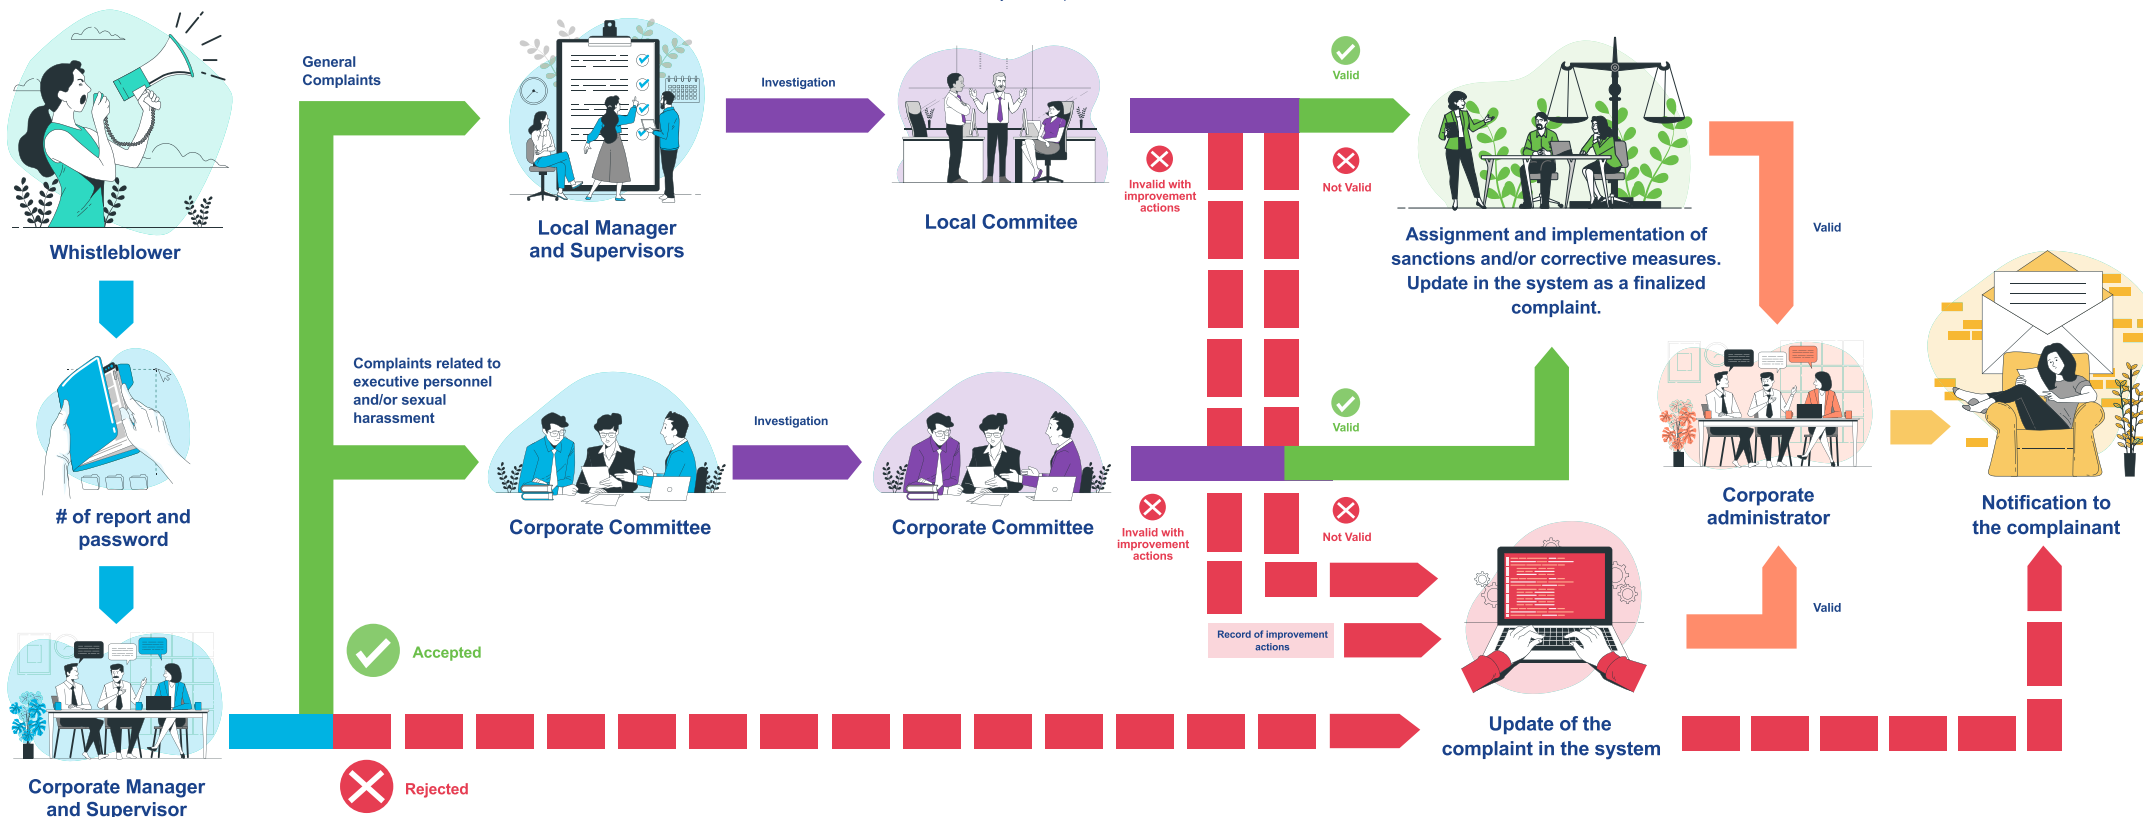 General
Complaints
Investigation
Valid
Invalid with
improvement
actions
Not Valid
Whistleblower
Local Manager
and Supervisors
Local Commitee
Assignment and implementation of
sanctions and/or corrective measures.
Update in the system as a finalized
complaint.
Valid
Complaints related to
executive personnel
and/or sexual
harassment
Investigation
Valid
# of report and
password
Corporate Committee
Corporate Committee
Invalid with
improvement
actions
Not Valid
Corporate
administrator
Notification to
the complainant
Record of improvement
actions
Valid
Accepted
Rejected
Update of the
complaint in the system
Corporate Manager
and Supervisor